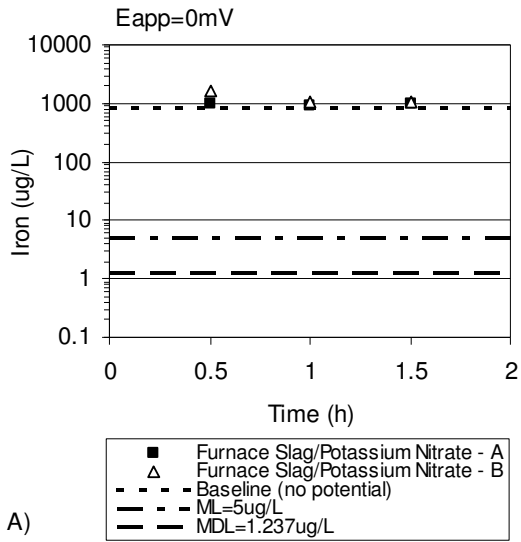 Eapp=0mV
10000
1000
100
10
1
0.1
Iron (ug/L)
0 0.5 1 1.5 2
Time (h)
Furnace Slag/Potassium Nitrate - A
Furnace Slag/Potassium Nitrate - B
Baseline (no potential)
ML=5ug/L
MDL=1.237ug/L
A)